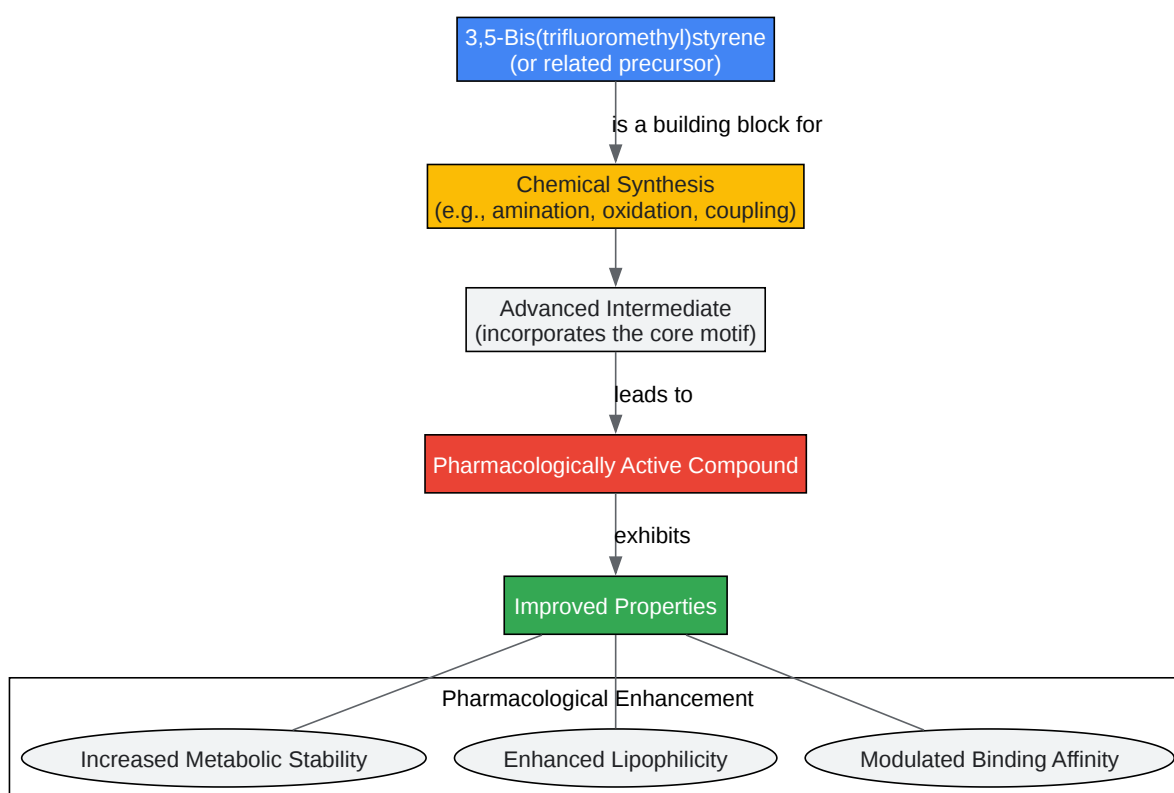 3,5-Bis(trifluoromethyl)styrene
(or related precursor)
is a building block for
Chemical Synthesis
(e.g., amination, oxidation, coupling)
Advanced Intermediate
(incorporates the core motif)
leads to
Pharmacologically Active Compound
exhibits
Improved Properties
Pharmacological Enhancement
Increased Metabolic Stability
Enhanced Lipophilicity
Modulated Binding Affinity